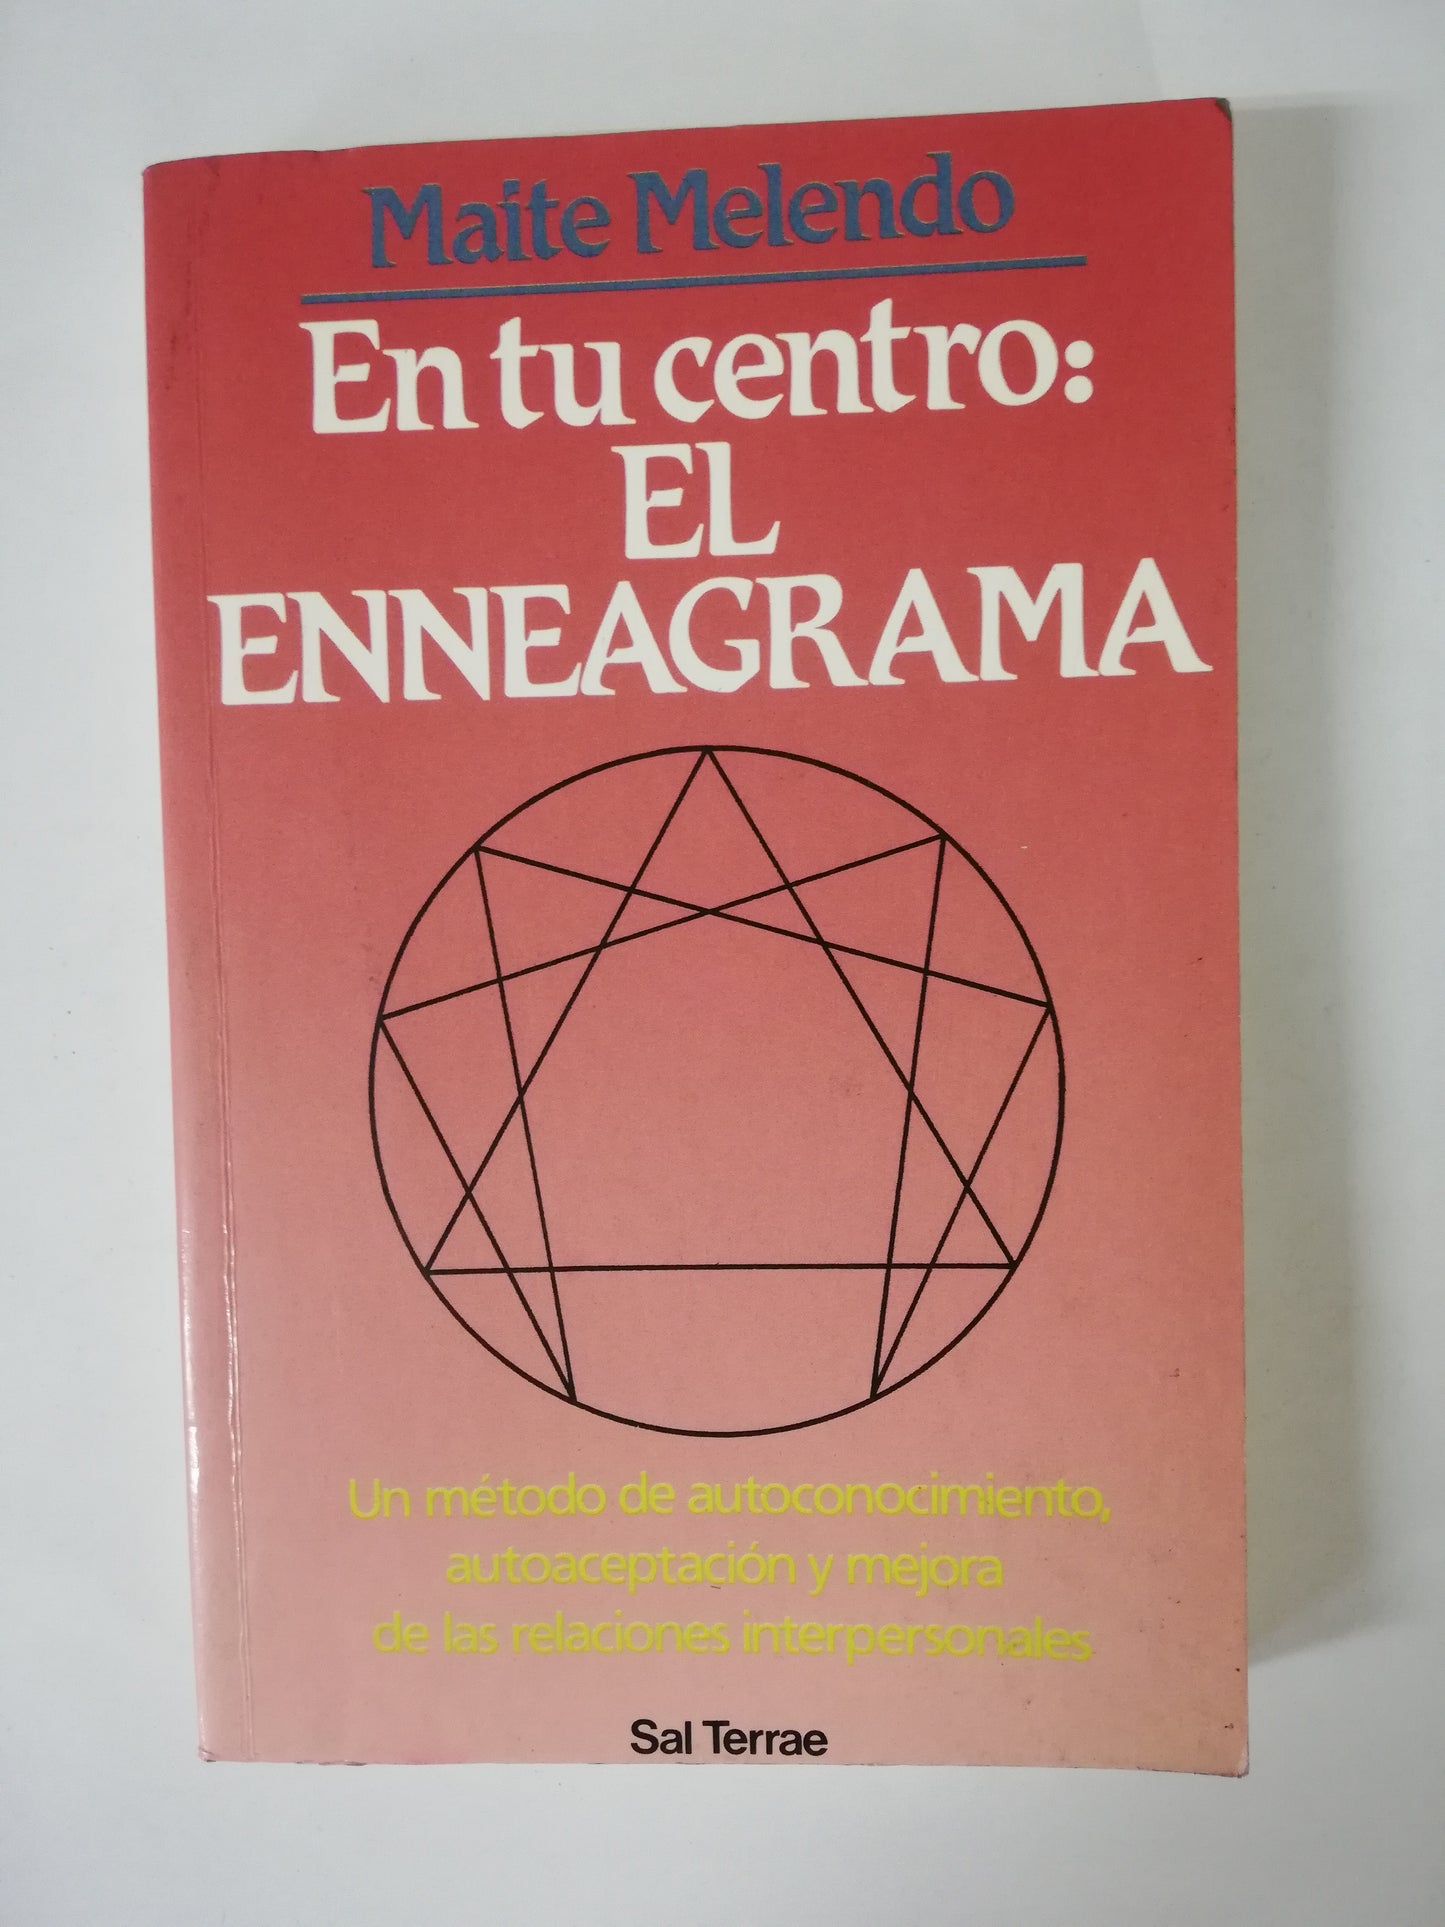 Maite Melendo
En tu centro:
EL
ENNEAGRAMA
Un método de autoconocimiento,
autoaceptación y mejora
de las relaciones interpersonales
Sal Terrae